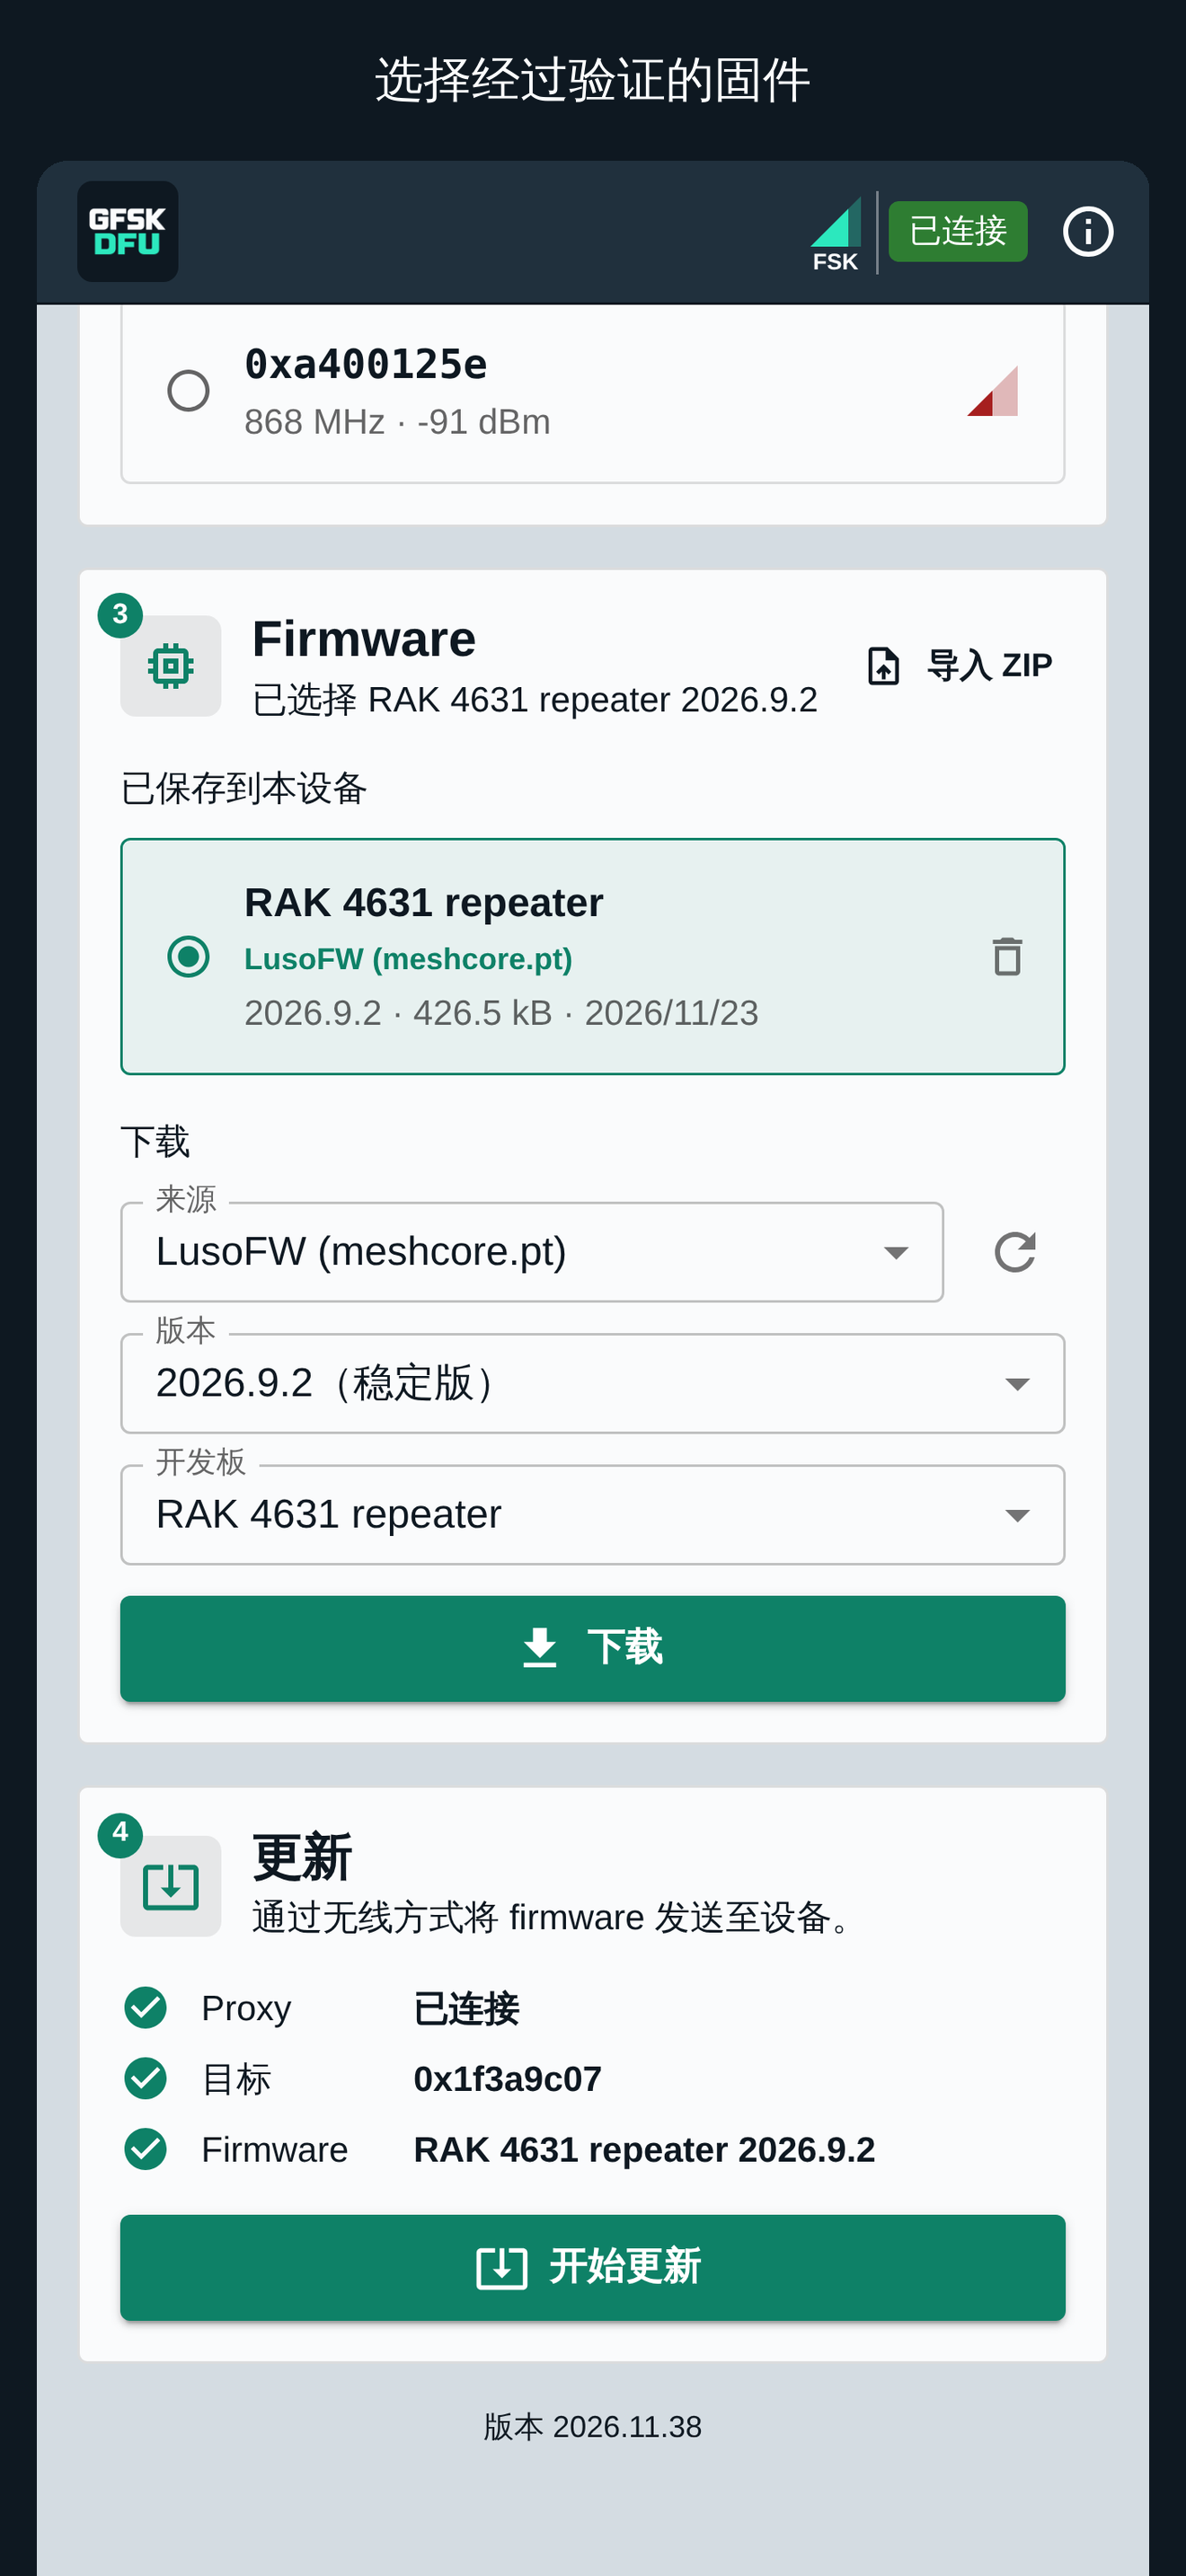 选择经过验证的固件
GFSK
DFU
FSK
已连接
0xa400125e
868 MHz · -91 dBm
3
Firmware
已选择 RAK 4631 repeater 2026.9.2
导入 ZIP
已保存到本设备
RAK 4631 repeater
LusoFW (meshcore.pt)
2026.9.2 · 426.5 kB · 2026/11/23
下载
来源
LusoFW (meshcore.pt)
版本
2026.9.2（稳定版）
开发板
RAK 4631 repeater
下载
4
更新
通过无线方式将 firmware 发送至设备。
Proxy 已连接
目标 0x1f3a9c07
Firmware RAK 4631 repeater 2026.9.2
开始更新
版本 2026.11.38